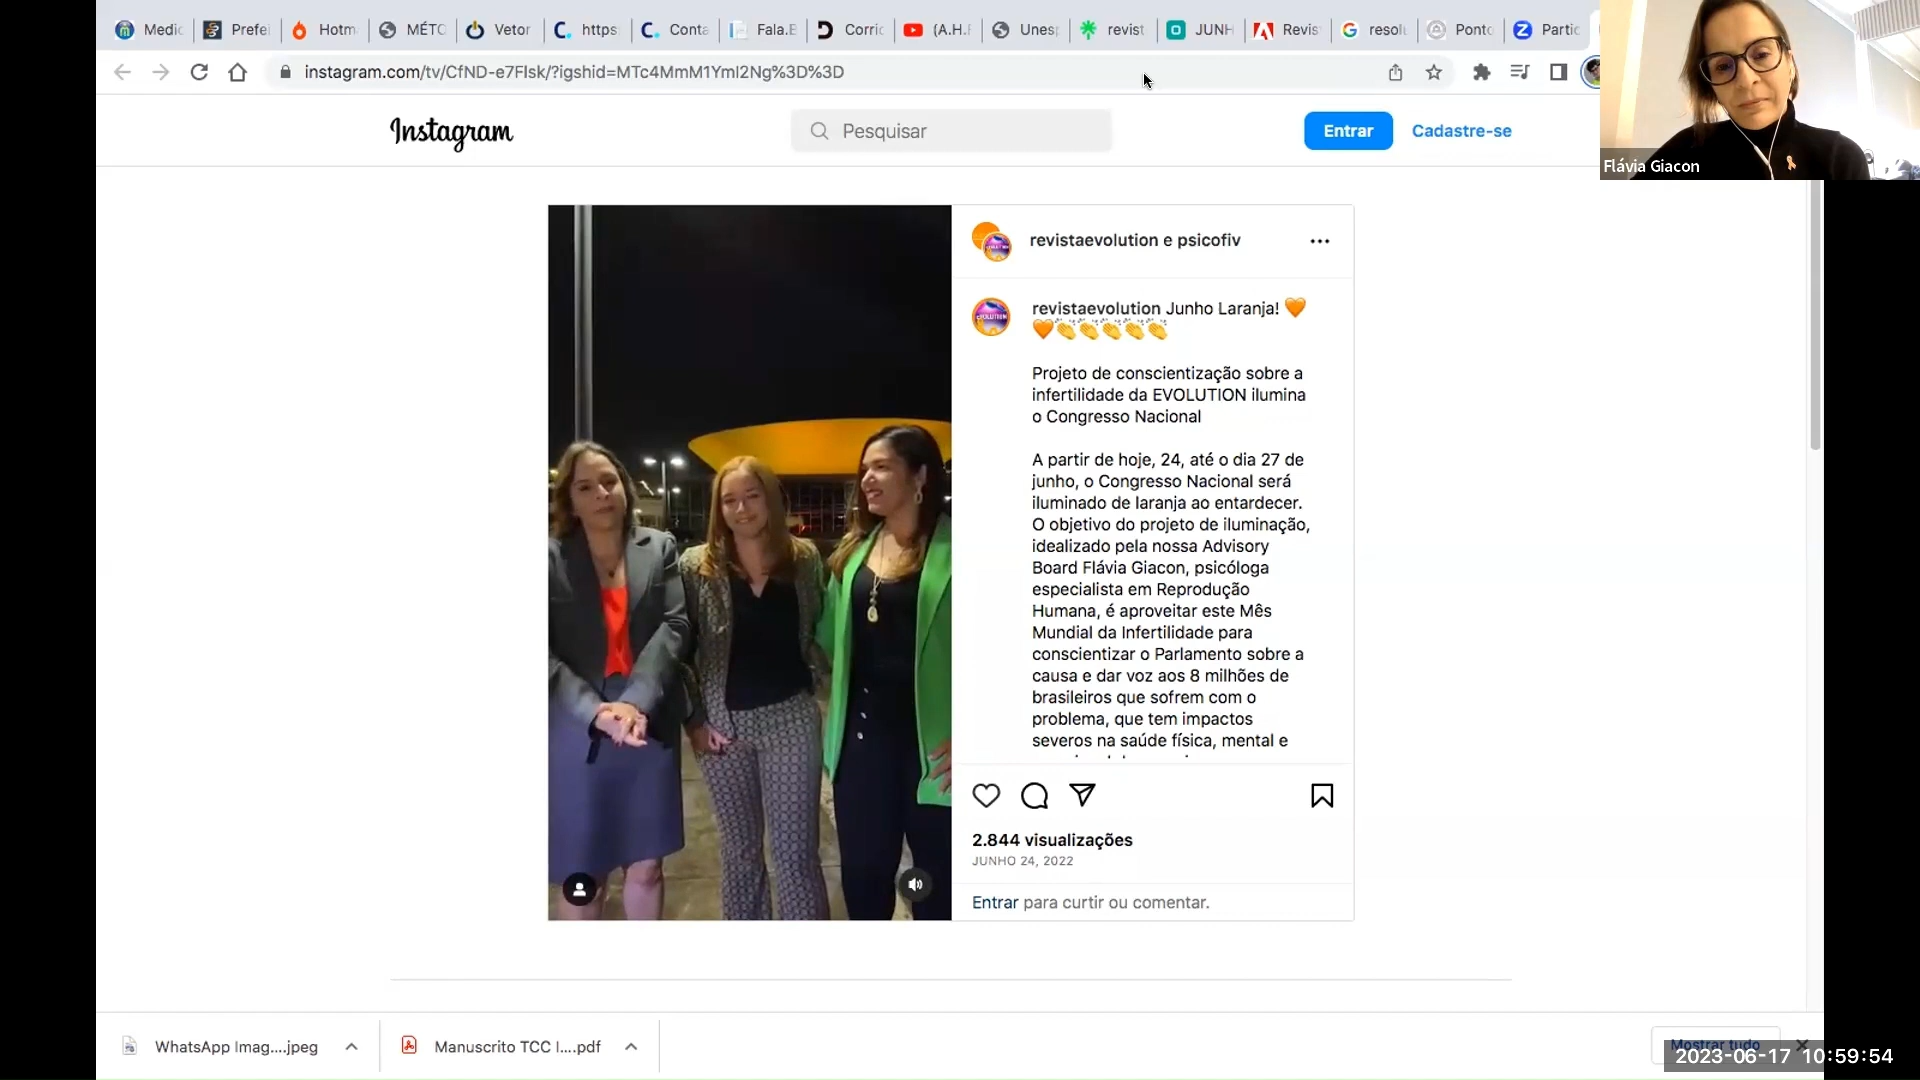 Medic
Prefei
Hotm
MÉTO
Vetor
https
Conta
Fala.B
Corric
(A.H.F
Unesp
revist
JUNH
Revis
resolu
Ponto
Partic
instagram.com/tv/CfND-e7FIsk/?igshid=MTc4MmM1YmI2Ng%3D%3D
Flávia Giacon
Instagram
Pesquisar
Entrar
Cadastre-se
revistaevolution e psicofiv
revistaevolution Junho Laranja! 🧡
🧡👏👏👏👏👏
Projeto de conscientização sobre a
infertilidade da EVOLUTION ilumina
o Congresso Nacional
A partir de hoje, 24, até o dia 27 de
junho, o Congresso Nacional será
iluminado de laranja ao entardecer.
O objetivo do projeto de iluminação,
idealizado pela nossa Advisory
Board Flávia Giacon, psicóloga
especialista em Reprodução
Humana, é aproveitar este Mês
Mundial da Infertilidade para
conscientizar o Parlamento sobre a
causa e dar voz aos 8 milhões de
brasileiros que sofrem com o
problema, que tem impactos
severos na saúde física, mental e
2.844 visualizações
JUNHO 24, 2022
Entrar para curtir ou comentar.
WhatsApp Imag....jpeg
Manuscrito TCC I....pdf
Mostrar tudo
2023-06-17 10:59:54